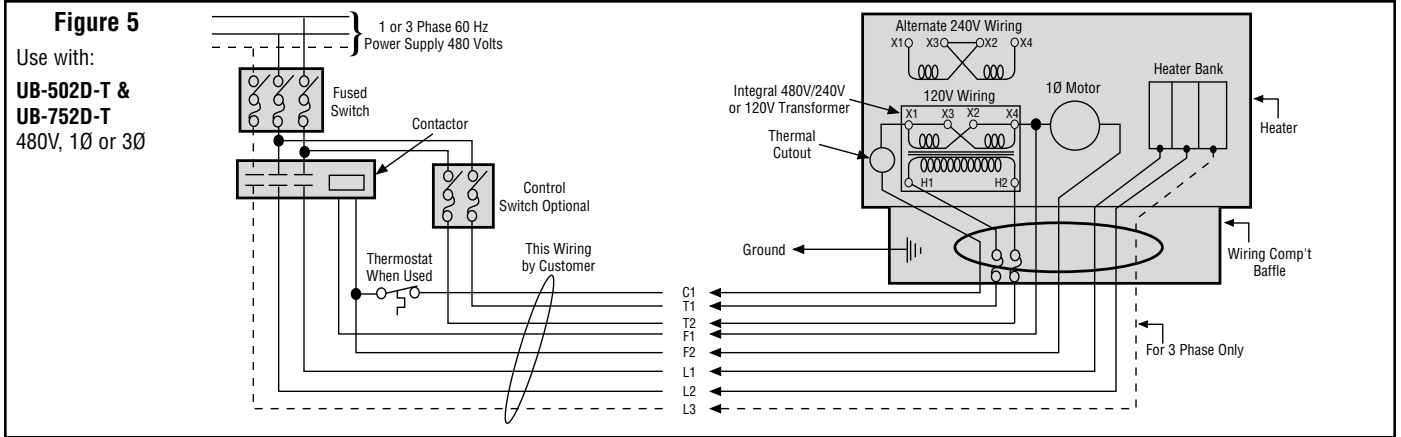 Figure 5
Use with:
UB-502D-T &
UB-752D-T
480V, 1Ø or 3Ø
1 or 3 Phase 60 Hz
Power Supply 480 Volts
Fused
Switch
Contactor
Control
Switch Optional
Thermostat
When Used
This Wiring
by Customer
C1
T1
T2
F1
F2
L1
L2
L3
Alternate 240V Wiring
X1 X3 X2 X4
Integral 480V/240V
or 120V Transformer
120V Wiring
X1 X3 X2 X4
H1 H2
Thermal
Cutout
1Ø Motor
Heater Bank
Heater
Ground
Wiring Comp't
Baffle
For 3 Phase Only